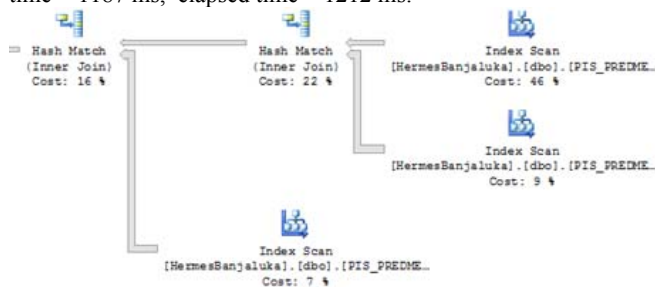 time = 1187 ms, elapsed time = 1212 ms.
Hash Match
(Inner Join)
Cost: 16 %
Hash Match
(Inner Join)
Cost: 22 %
Index Scan
[HermesBanjaluka].[dbo].[PIS_PREDME…
Cost: 46 %
Index Scan
[HermesBanjaluka].[dbo].[PIS_PREDME…
Cost: 9 %
Index Scan
[HermesBanjaluka].[dbo].[PIS_PREDME…
Cost: 7 %